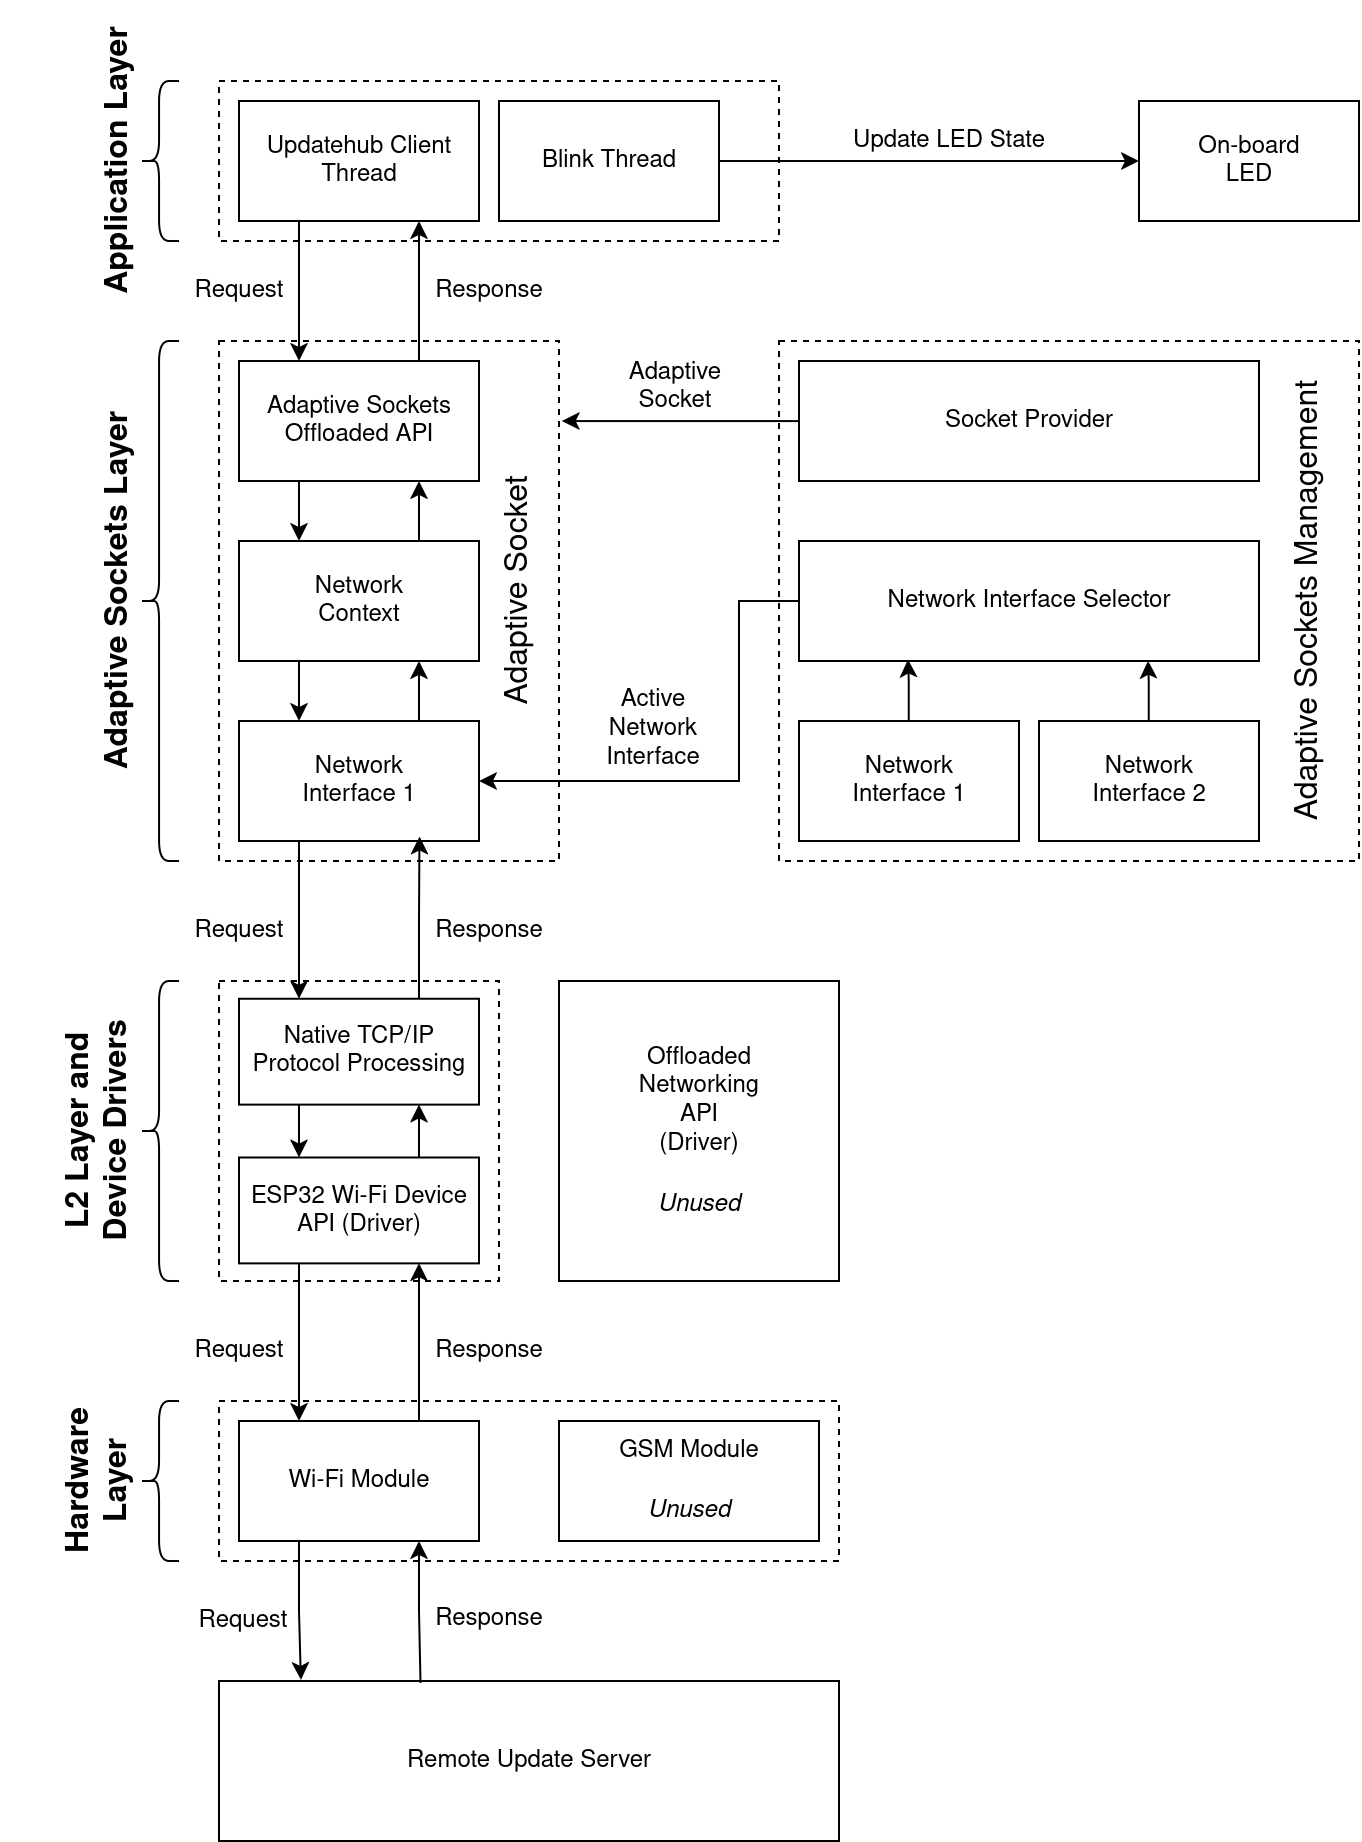 Application Layer
Updatehub Client
Thread
Blink Thread
Update LED State
On-board
LED
Request
Response
Adaptive Sockets Layer
Adaptive Sockets
Offloaded API
Network
Context
Network
Interface 1
Adaptive Socket
Adaptive
Socket
Active
Network
Interface
Socket Provider
Network Interface Selector
Network
Interface 1
Network
Interface 2
Adaptive Sockets Management
Request
Response
L2 Layer and
Device Drivers
Native TCP/IP
Protocol Processing
ESP32 Wi-Fi Device
API (Driver)
Offloaded
Networking
API
(Driver)
Unused
Request
Response
Hardware
Layer
Wi-Fi Module
GSM Module
Unused
Request
Response
Remote Update Server